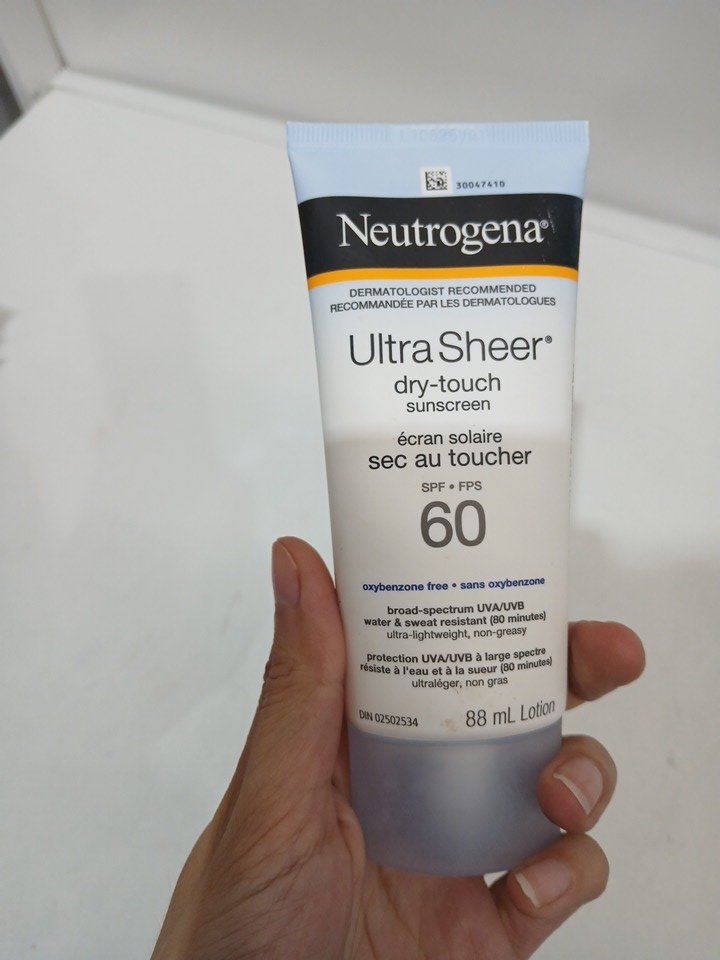 30047410
Neutrogena®
DERMATOLOGIST RECOMMENDED
RECOMMANDÉE PAR LES DERMATOLOGUES
Ultra Sheer®
dry-touch
sunscreen
écran solaire
sec au toucher
SPF • FPS
60
oxybenzone free • sans oxybenzone
broad-spectrum UVA/UVB
water & sweat resistant (80 minutes)
ultra-lightweight, non-greasy
protection UVA/UVB à large spectre
résiste à l'eau et à la sueur (80 minutes)
ultraléger, non gras
DIN 02502534
88 mL Lotion